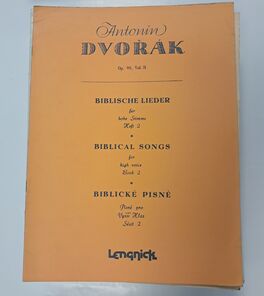 Antonín
DVOŘÁK
Op. 99, Vol. II
BIBLISCHE LIEDER
für
hohe Stimme
Heft 2
BIBLICAL SONGS
for
high voice
Book 2
BIBLICKÉ PISNĚ
Písně pro
Vyšší Hlas
Sešit 2
LENGNICK